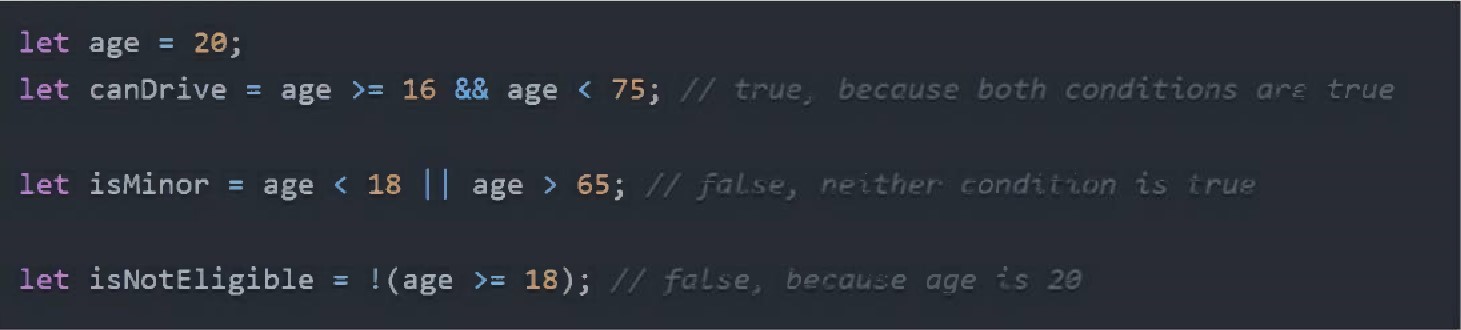 let age = 20;
let canDrive = age >= 16 && age < 75; // true, because both conditions are true
let isMinor = age < 18 || age > 65; // false, neither condition is true
let isNotEligible = !(age >= 18); // false, because age is 20